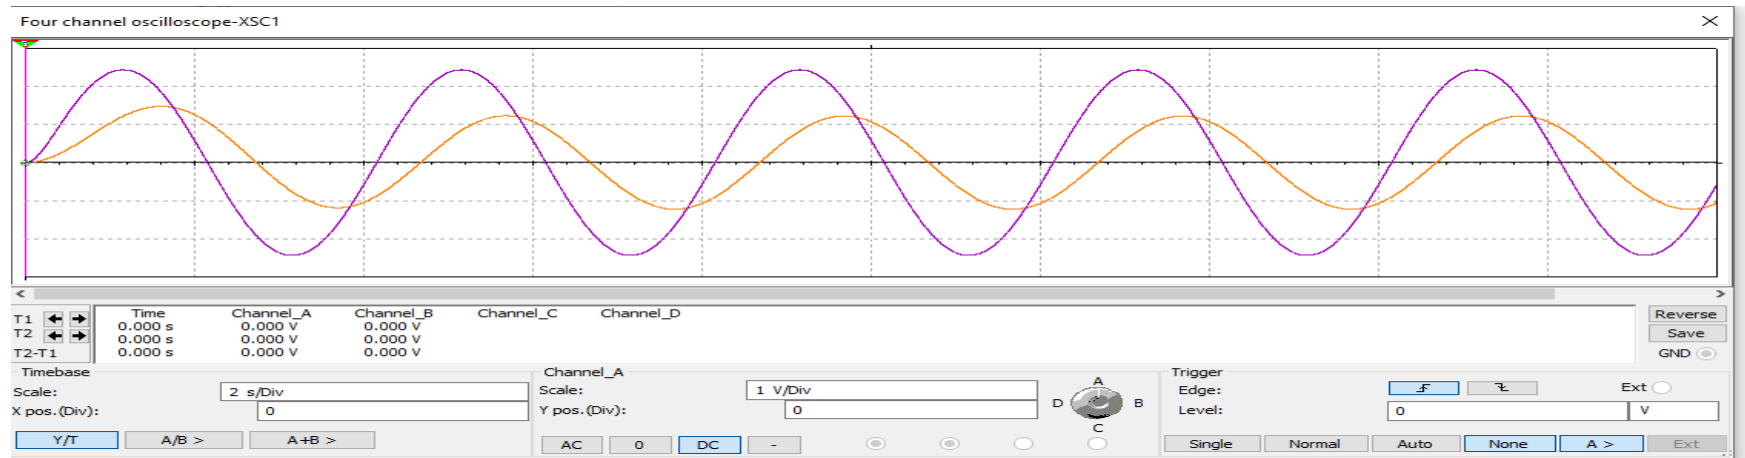 Four channel oscilloscope-XSC1
Time Channel_A Channel_B Channel_C Channel_D
T1 0.000 s 0.000 V 0.000 V
T2 0.000 s 0.000 V 0.000 V
T2-T1 0.000 s 0.000 V 0.000 V
Reverse
Save
GND
Timebase
Scale: 2 s/Div
X pos.(Div): 0
Y/T A/B > A+B >
Channel_A
Scale: 1 V/Div
Y pos.(Div): 0
AC 0 DC -
A
D B
C
Trigger
Edge: Ext
Level: 0 V
Single Normal Auto None A > Ext